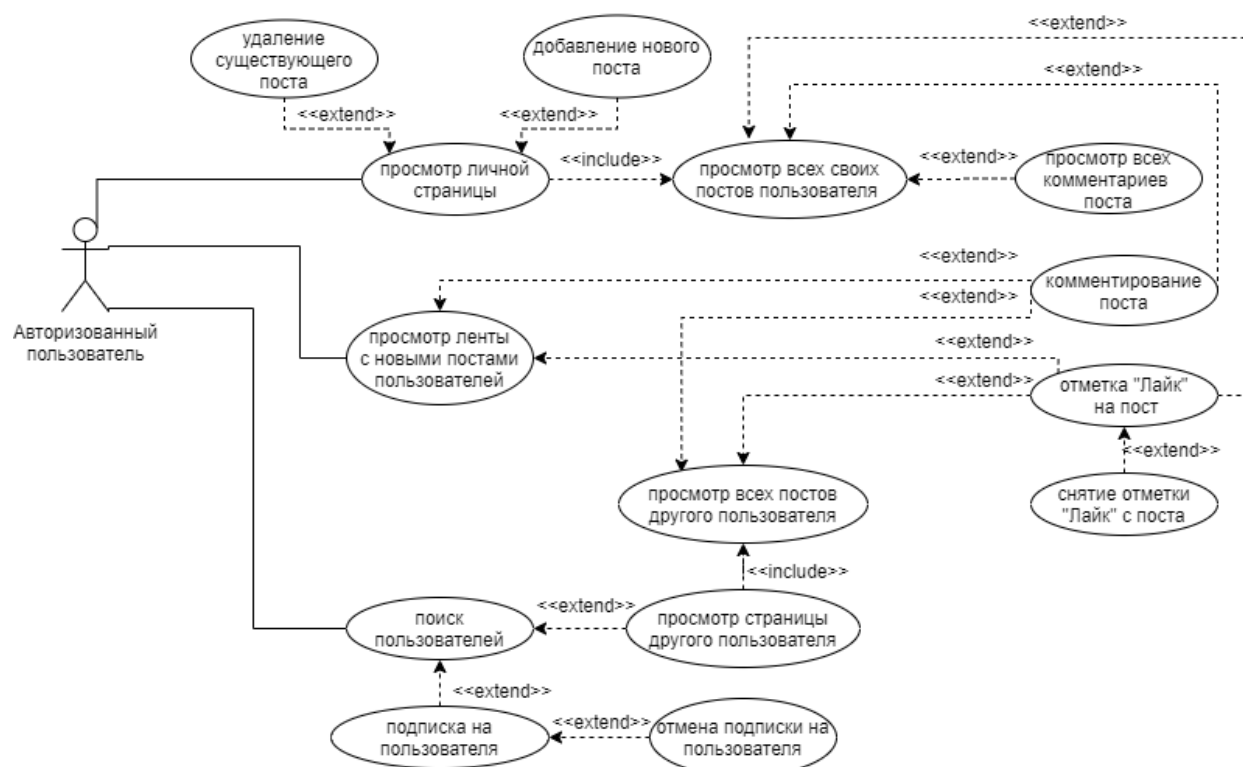 <<extend>>
удаление
существующего
поста
добавление нового
поста
<<extend>>
<<extend>>
<<extend>>
просмотр личной
страницы
<<include>>
просмотр всех своих
постов пользователя
<<extend>>
просмотр всех
комментариев
поста
Авторизованный
пользователь
<<extend>>
<<extend>>
комментирование
поста
просмотр ленты
с новыми постами
пользователей
<<extend>>
<<extend>>
отметка "Лайк"
на пост
<<extend>>
снятие отметки
"Лайк" с поста
просмотр всех постов
другого пользователя
<<include>>
поиск
пользователей
<<extend>>
просмотр страницы
другого пользователя
<<extend>>
подписка на
пользователя
<<extend>>
отмена подписки на
пользователя